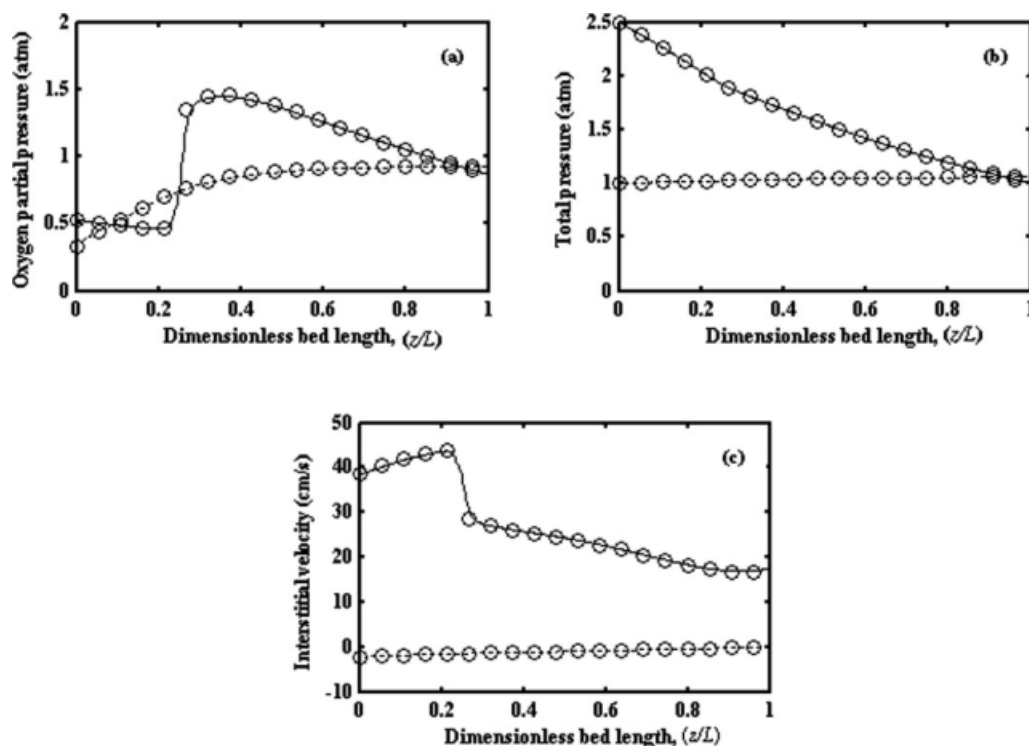 Oxygen partial pressure (atm)
2
1.5
1
0.5
0
(a)
0 0.2 0.4 0.6 0.8 1
Dimensionless bed length, (z/L)
Total pressure (atm)
2.5
2
1.5
1
0.5
0
(b)
0 0.2 0.4 0.6 0.8 1
Dimensionless bed length, (z/L)
Interstitial velocity (cm/s)
50
40
30
20
10
0
-10
(c)
0 0.2 0.4 0.6 0.8 1
Dimensionless bed length, (z/L)